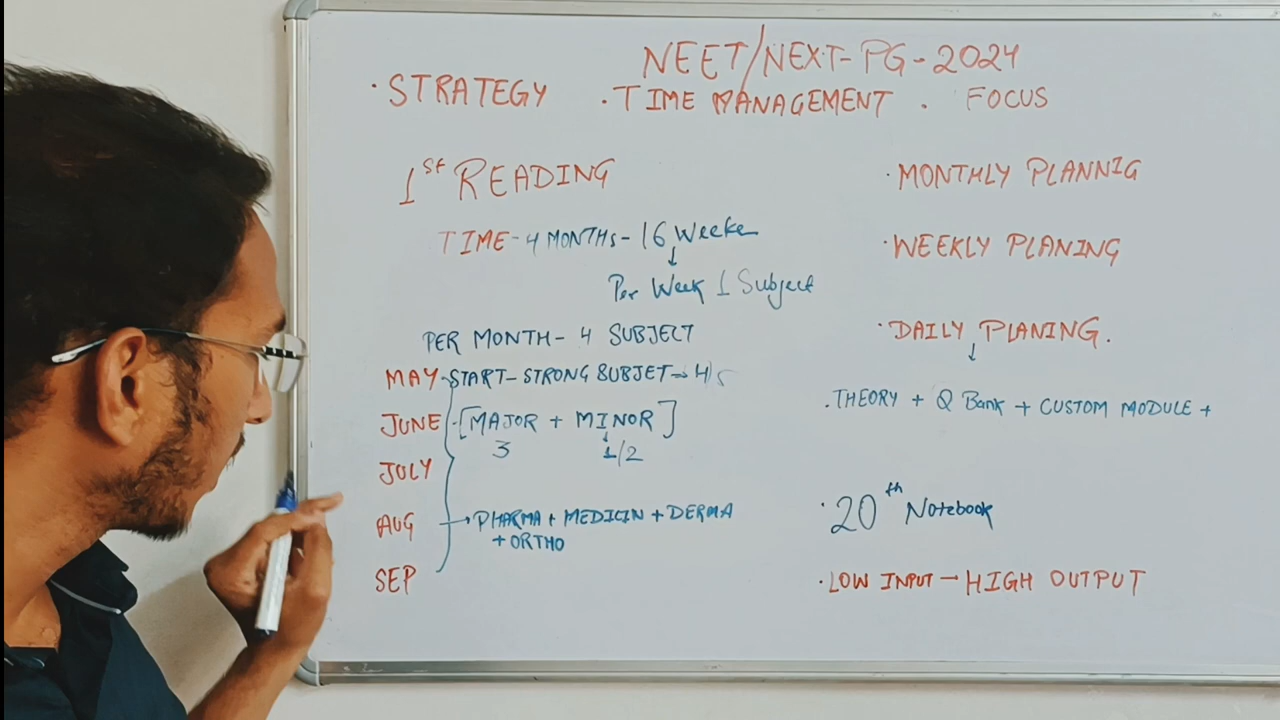 NEET/NEXT-PG-2024
· STRATEGY · TIME MANAGEMENT . FOCUS
1st READING
TIME - 4 MONTHs - 16 Weeke
↓
Per Week 1 Subject
PER MONTH - 4 SUBJECT
MAY - START - STRONG SUBJET → 4/5
JUNE - [MAJOR + MINOR]
3 1/2
JULY
AUG → PHARMA + MEDICIN + DERMA
+ ORTHO
SEP
· MONTHLY PLANNIG
· WEEKLY PLANING
· DAILY PLANING.
↓
. THEORY + Q Bank + CUSTOM MODULE +
· 20th Notebook
· LOW INPUT - HIGH OUTPUT